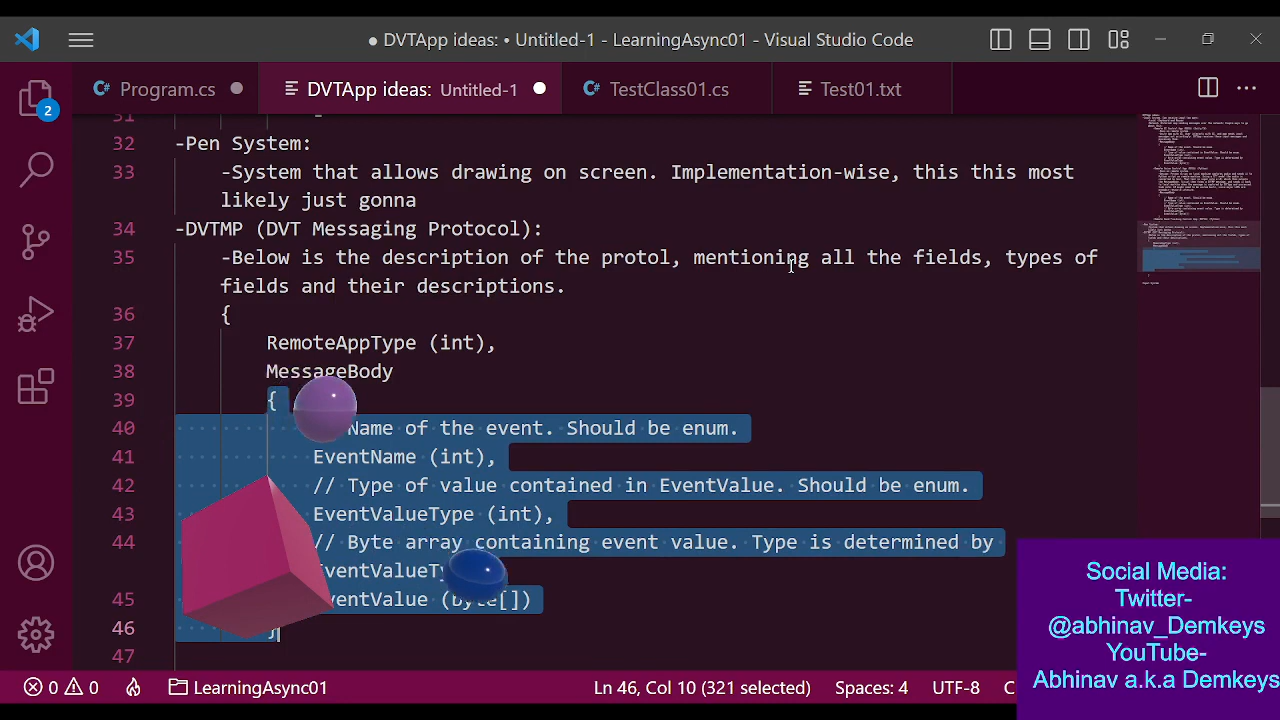 ● DVTApp ideas: • Untitled-1 - LearningAsync01 - Visual Studio Code
Program.cs
DVTApp ideas: Untitled-1
TestClass01.cs
Test01.txt
2
31
32 -Pen System:
33 -System that allows drawing on screen. Implementation-wise, this this most
likely just gonna
34 -DVTMP (DVT Messaging Protocol):
35 -Below is the description of the protol, mentioning all the fields, types of
fields and their descriptions.
36 {
37 RemoteAppType (int),
38 MessageBody
39 {
40 Name of the event. Should be enum.
41 EventName (int),
42 // Type of value contained in EventValue. Should be enum.
43 EventValueType (int),
44 // Byte array containing event value. Type is determined by
45 (byte[])
46 }
47
0 0 LearningAsync01 Ln 46, Col 10 (321 selected) Spaces: 4 UTF-8
Social Media:
Twitter-
@abhinav_Demkeys
YouTube-
Abhinav a.k.a Demkeys